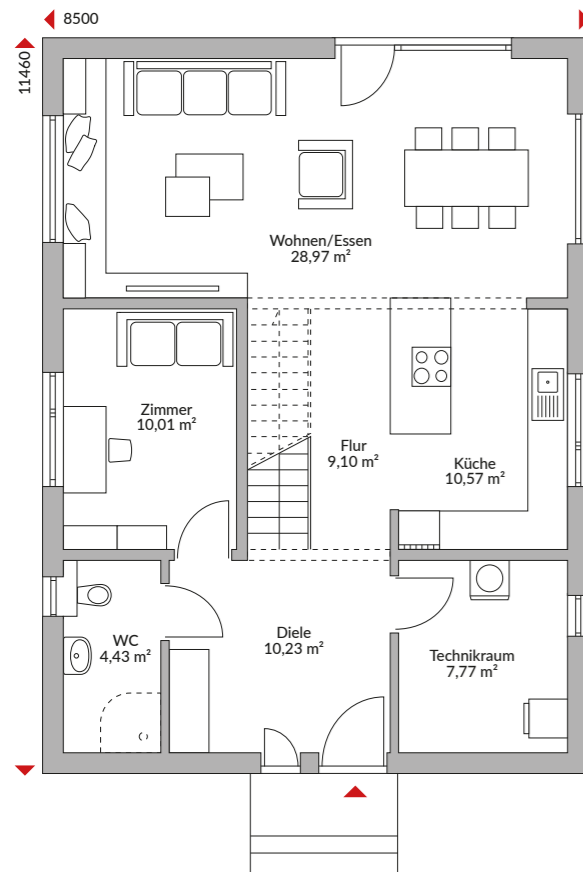 8500
11460
Wohnen/Essen
28,97 m²
Zimmer
10,01 m²
Flur
9,10 m²
Küche
10,57 m²
WC
4,43 m²
Diele
10,23 m²
Technikraum
7,77 m²